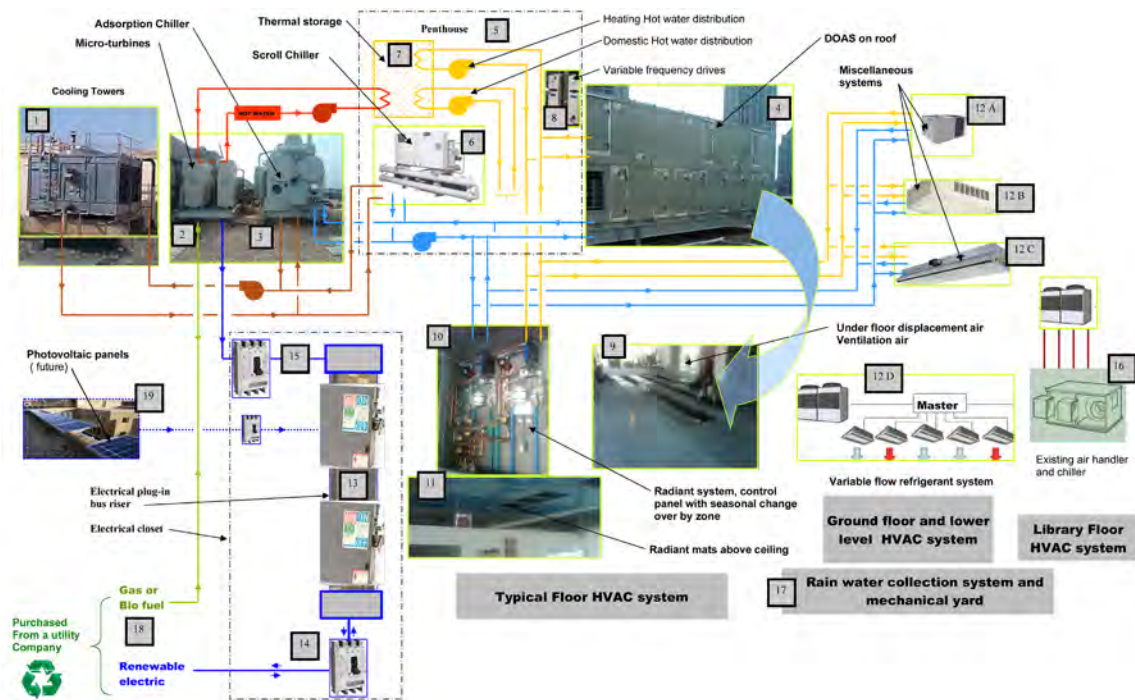 Adsorption Chiller
Micro-turbines
Cooling Towers
1
2
3
HOT WATER
Thermal storage
Scroll Chiller
Penthouse
5
7
6
Heating Hot water distribution
Domestic Hot water distribution
Variable frequency drives
8
DOAS on roof
4
Miscellaneous
systems
12 A
12 B
12 C
Photovoltaic panels
( future)
19
15
Electrical plug-in
bus riser
13
Electrical closet
14
Gas or
Bio fuel
Purchased
From a utility
Company
18
Renewable
electric
10
9
11
Under floor displacement air
Ventilation air
Radiant system, control
panel with seasonal change
over by zone
Radiant mats above ceiling
Typical Floor HVAC system
12 D
Master
Variable flow refrigerant system
Ground floor and lower
level HVAC system
16
Existing air handler
and chiller
Library Floor
HVAC system
17
Rain water collection system and
mechanical yard